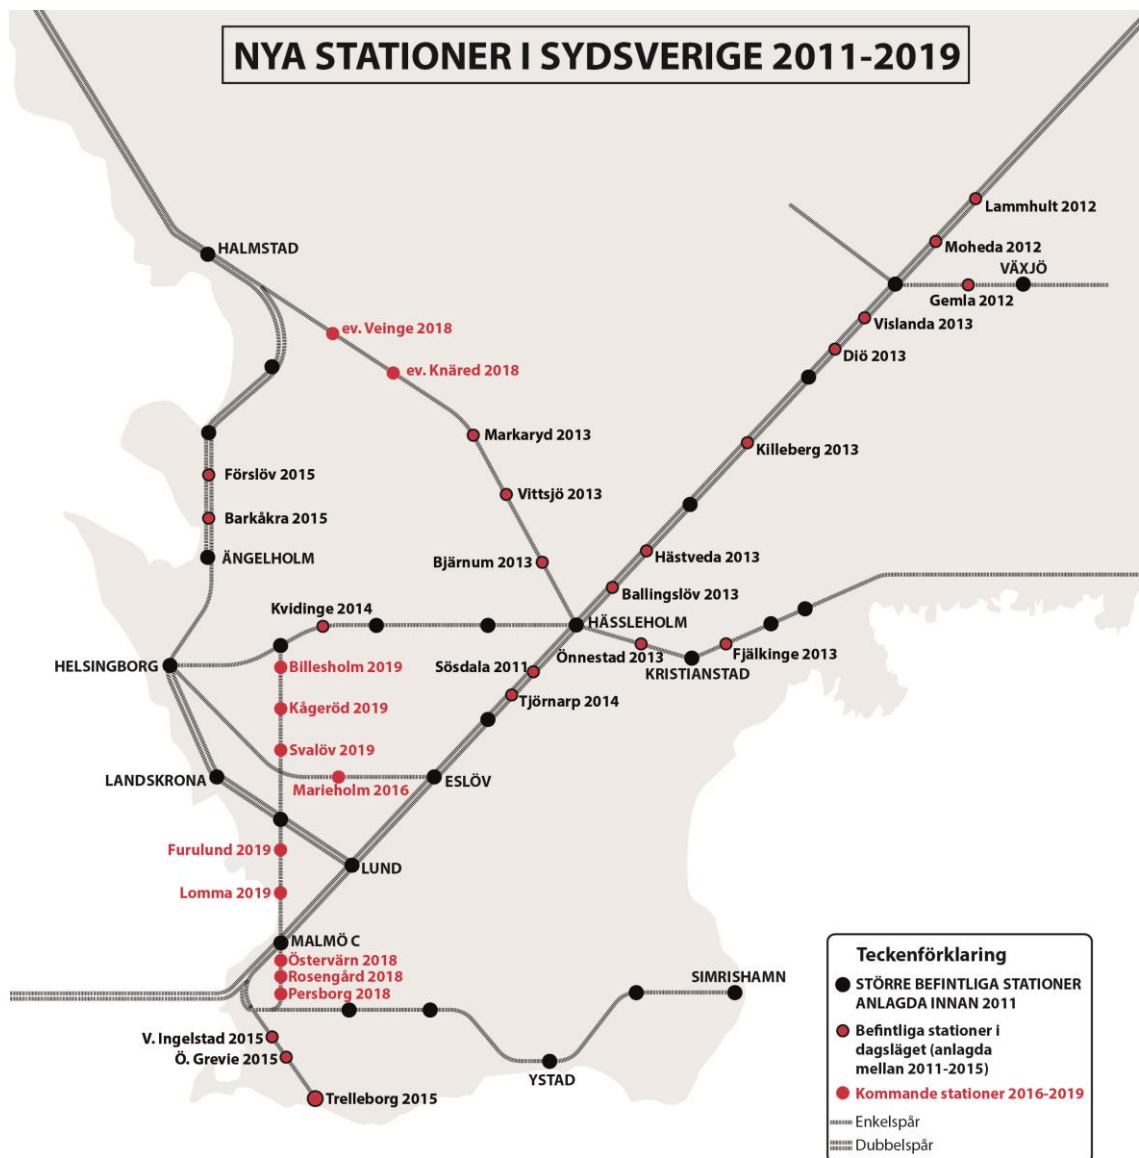 NYA STATIONER I SYDSVERIGE 2011-2019
Lammhult 2012
HALMSTAD
Moheda 2012
VÄXJÖ
Gemla 2012
Vislanda 2013
ev. Veinge 2018
Diö 2013
ev. Knäred 2018
Markaryd 2013
Killeberg 2013
Förslöv 2015
Vittsjö 2013
Barkåkra 2015
ÄNGELHOLM
Bjärnum 2013
Hästveda 2013
Ballingslöv 2013
Kvidinge 2014
HÄSSLEHOLM
Önnestad 2013
Fjälkinge 2013
KRISTIANSTAD
HELSINGBORG
Billesholm 2019
Sösdala 2011
Tjörnarp 2014
Kågeröd 2019
Svalöv 2019
LANDSKRONA
Marieholm 2016
ESLÖV
Furulund 2019
LUND
Lomma 2019
MALMÖ C
Östervärn 2018
Rosengård 2018
Persborg 2018
SIMRISHAMN
V. Ingelstad 2015
Ö. Grevie 2015
YSTAD
Trelleborg 2015
Teckenförklaring
STÖRRE BEFINTLIGA STATIONER
ANLAGDA INNAN 2011
Befintliga stationer i
dagsläget (anlagda
mellan 2011-2015)
Kommande stationer 2016-2019
Enkelspår
Dubbelspår